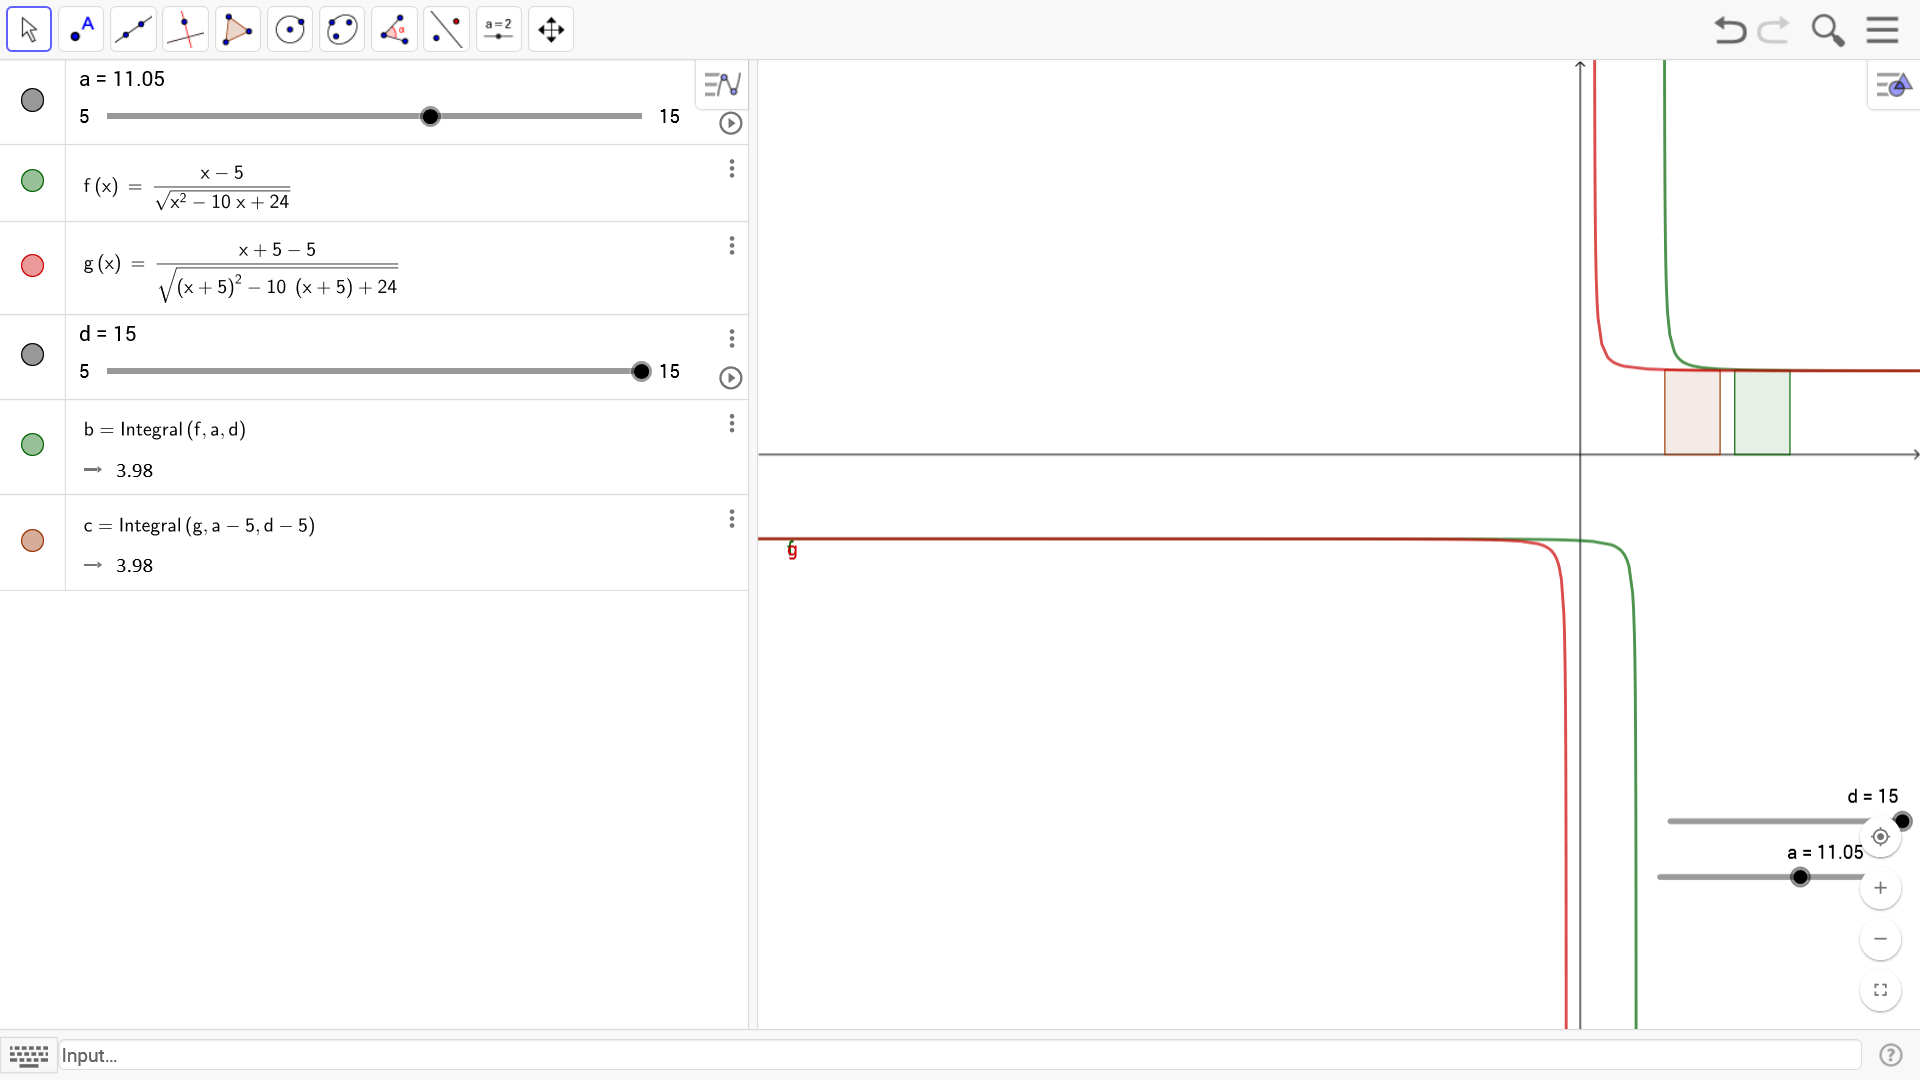 A
α
a=2
a = 11.05
5 15
f (x) = (x − 5) / √(x² − 10 x + 24)
g (x) = (x + 5 − 5) / √((x + 5)² − 10 (x + 5) + 24)
d = 15
5 15
b = Integral (f, a, d)
→ 3.98
c = Integral (g, a − 5, d − 5)
→ 3.98
g
d = 15
a = 11.05
Input...